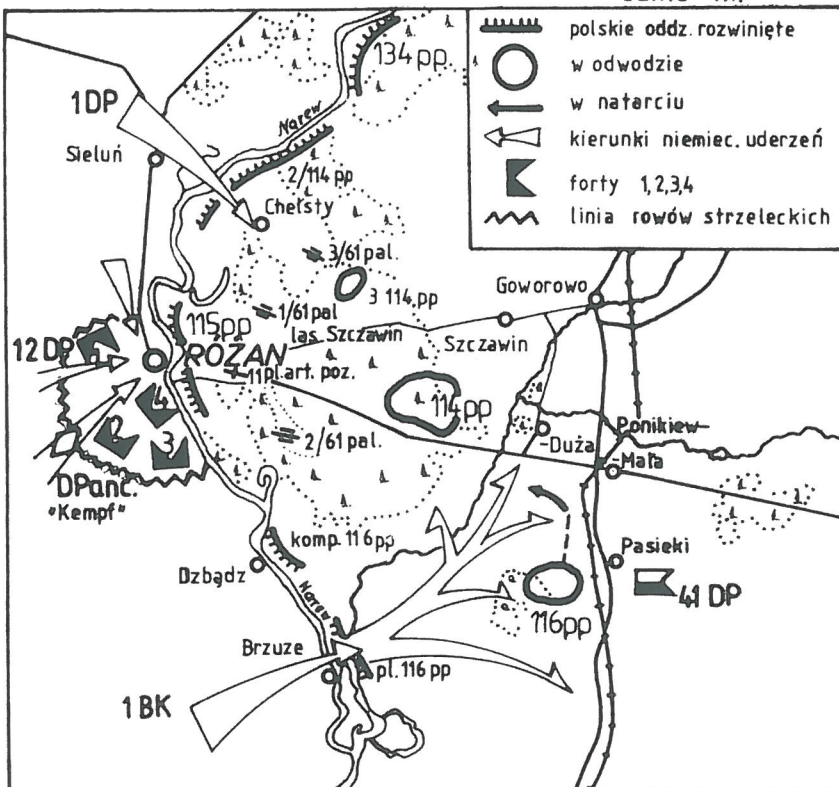 polskie oddz. rozwinięte
w odwodzie
w natarciu
kierunki niemiec. uderzeń
forty 1,2,3,4
linia rowów strzeleckich
134 pp
1DP
Narew
Sieluń
2/114 pp
Chełsty
3/61 pal.
3 114 pp
Goworowo
1/61 pal
115pp
las Szczawin
Szczawin
12 DP
1
RÓŻAN
11 pl.art. poz.
114 pp
4
2
3
2/61 pal.
Ponikiew
-Duża
-Mała
DPanc.
"Kempf"
komp. 116pp
Pasieki
Dzbądz
41 DP
Narew
116pp
Brzuze
pl. 116 pp
1 BK